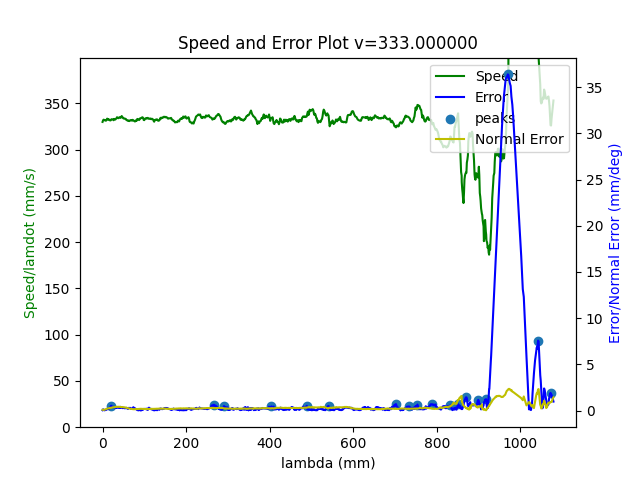 Speed and Error Plot v=333.000000
Speed
Error
peaks
Normal Error
Speed/lamdot (mm/s)
350
300
250
200
150
100
50
0
35
30
25
20
15
10
5
0
Error/Normal Error (mm/deg)
0 200 400 600 800 1000
lambda (mm)